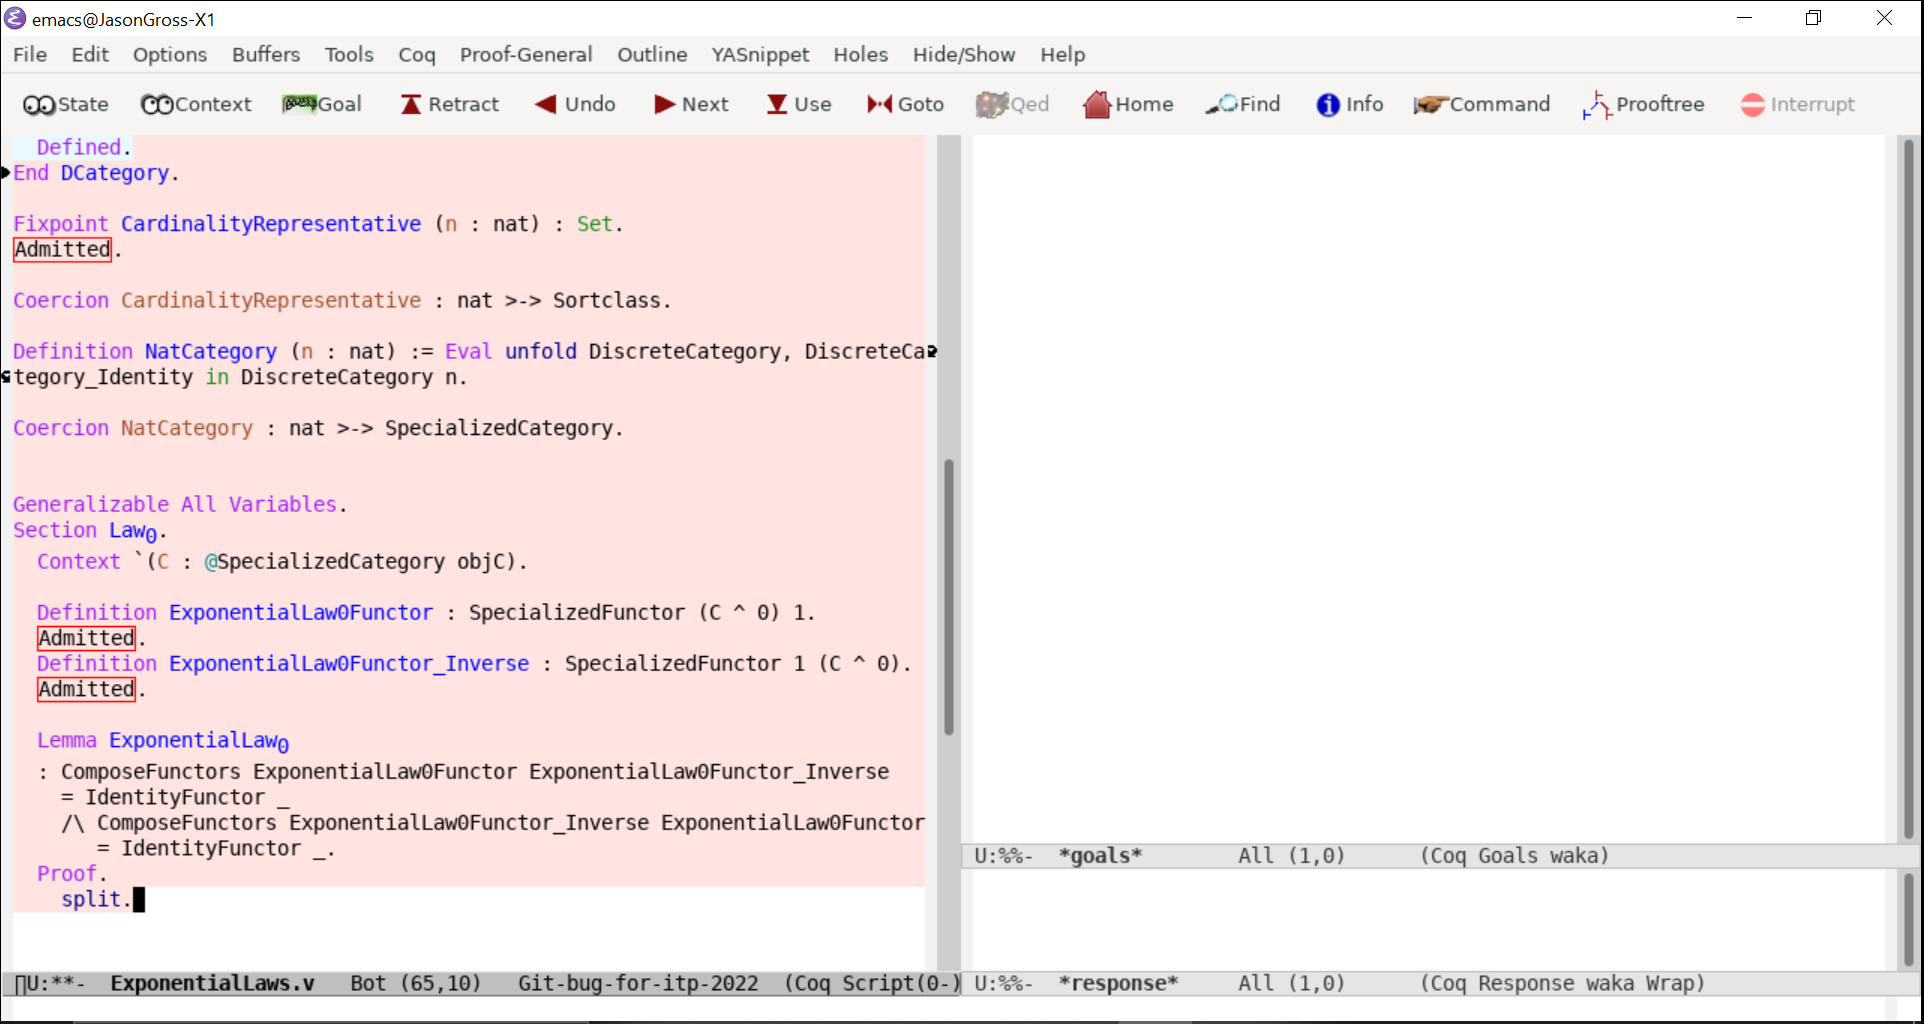 emacs@JasonGross-X1
File Edit Options Buffers Tools Coq Proof-General Outline YASnippet Holes Hide/Show Help
State Context Goal Retract Undo Next Use Goto Qed Home Find Info Command Prooftree Interrupt
Defined.
End DCategory.
Fixpoint CardinalityRepresentative (n : nat) : Set.
Admitted.
Coercion CardinalityRepresentative : nat >-> Sortclass.
Definition NatCategory (n : nat) := Eval unfold DiscreteCategory, DiscreteCa
tegory_Identity in DiscreteCategory n.
Coercion NatCategory : nat >-> SpecializedCategory.
Generalizable All Variables.
Section Law₀.
Context `(C : @SpecializedCategory objC).
Definition ExponentialLaw0Functor : SpecializedFunctor (C ^ 0) 1.
Admitted.
Definition ExponentialLaw0Functor_Inverse : SpecializedFunctor 1 (C ^ 0).
Admitted.
Lemma ExponentialLaw₀
: ComposeFunctors ExponentialLaw0Functor ExponentialLaw0Functor_Inverse
= IdentityFunctor _
/\ ComposeFunctors ExponentialLaw0Functor_Inverse ExponentialLaw0Functor
= IdentityFunctor _.
Proof.
split.
U:**- ExponentialLaws.v Bot (65,10) Git-bug-for-itp-2022 (Coq Script(0-)
U:%%- *goals* All (1,0) (Coq Goals waka)
U:%%- *response* All (1,0) (Coq Response waka Wrap)